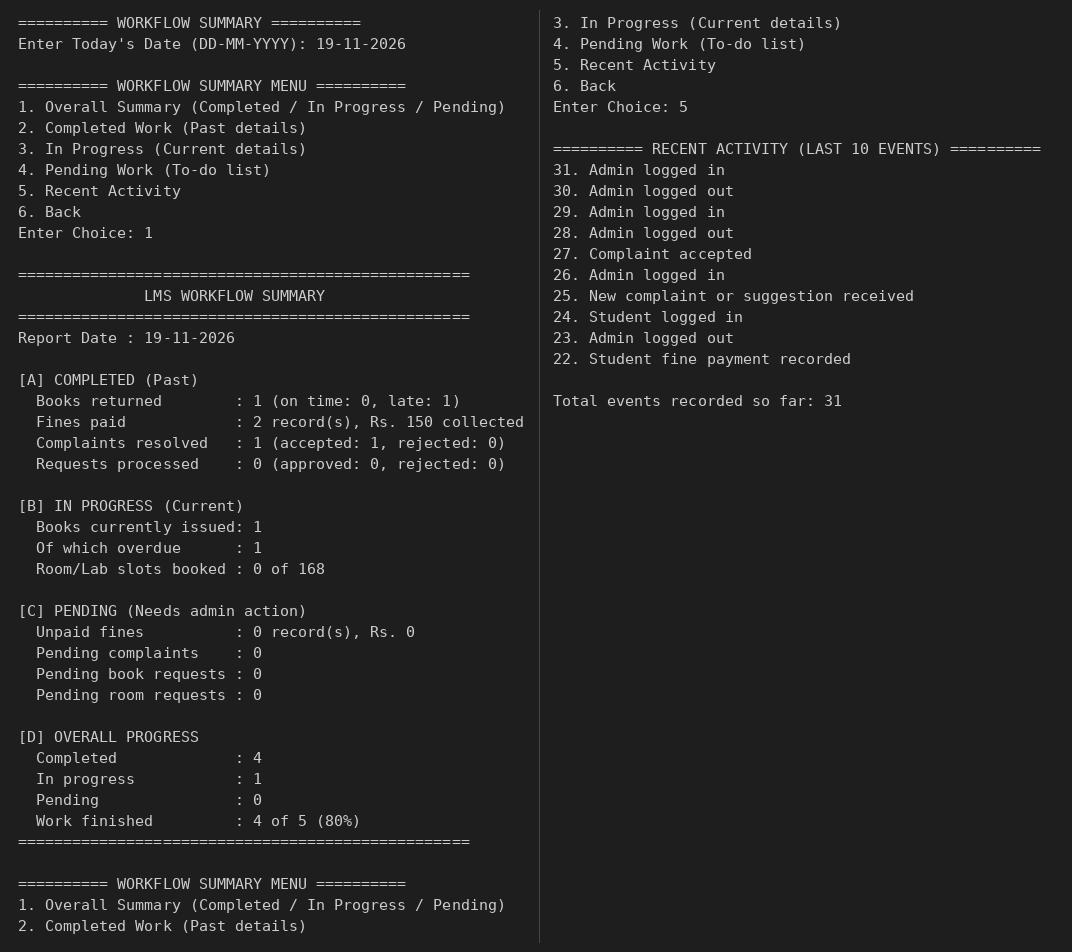 ========== WORKFLOW SUMMARY ==========
Enter Today's Date (DD-MM-YYYY): 19-11-2026

========== WORKFLOW SUMMARY MENU ==========
1. Overall Summary (Completed / In Progress / Pending)
2. Completed Work (Past details)
3. In Progress (Current details)
4. Pending Work (To-do list)
5. Recent Activity
6. Back
Enter Choice: 1

==================================================
              LMS WORKFLOW SUMMARY
==================================================
Report Date : 19-11-2026

[A] COMPLETED (Past)
  Books returned        : 1 (on time: 0, late: 1)
  Fines paid            : 2 record(s), Rs. 150 collected
  Complaints resolved   : 1 (accepted: 1, rejected: 0)
  Requests processed    : 0 (approved: 0, rejected: 0)

[B] IN PROGRESS (Current)
  Books currently issued: 1
  Of which overdue      : 1
  Room/Lab slots booked : 0 of 168

[C] PENDING (Needs admin action)
  Unpaid fines          : 0 record(s), Rs. 0
  Pending complaints    : 0
  Pending book requests : 0
  Pending room requests : 0

[D] OVERALL PROGRESS
  Completed             : 4
  In progress           : 1
  Pending               : 0
  Work finished         : 4 of 5 (80%)
==================================================

========== WORKFLOW SUMMARY MENU ==========
1. Overall Summary (Completed / In Progress / Pending)
2. Completed Work (Past details)
3. In Progress (Current details)
4. Pending Work (To-do list)
5. Recent Activity
6. Back
Enter Choice: 5

========== RECENT ACTIVITY (LAST 10 EVENTS) ==========
31. Admin logged in
30. Admin logged out
29. Admin logged in
28. Admin logged out
27. Complaint accepted
26. Admin logged in
25. New complaint or suggestion received
24. Student logged in
23. Admin logged out
22. Student fine payment recorded

Total events recorded so far: 31